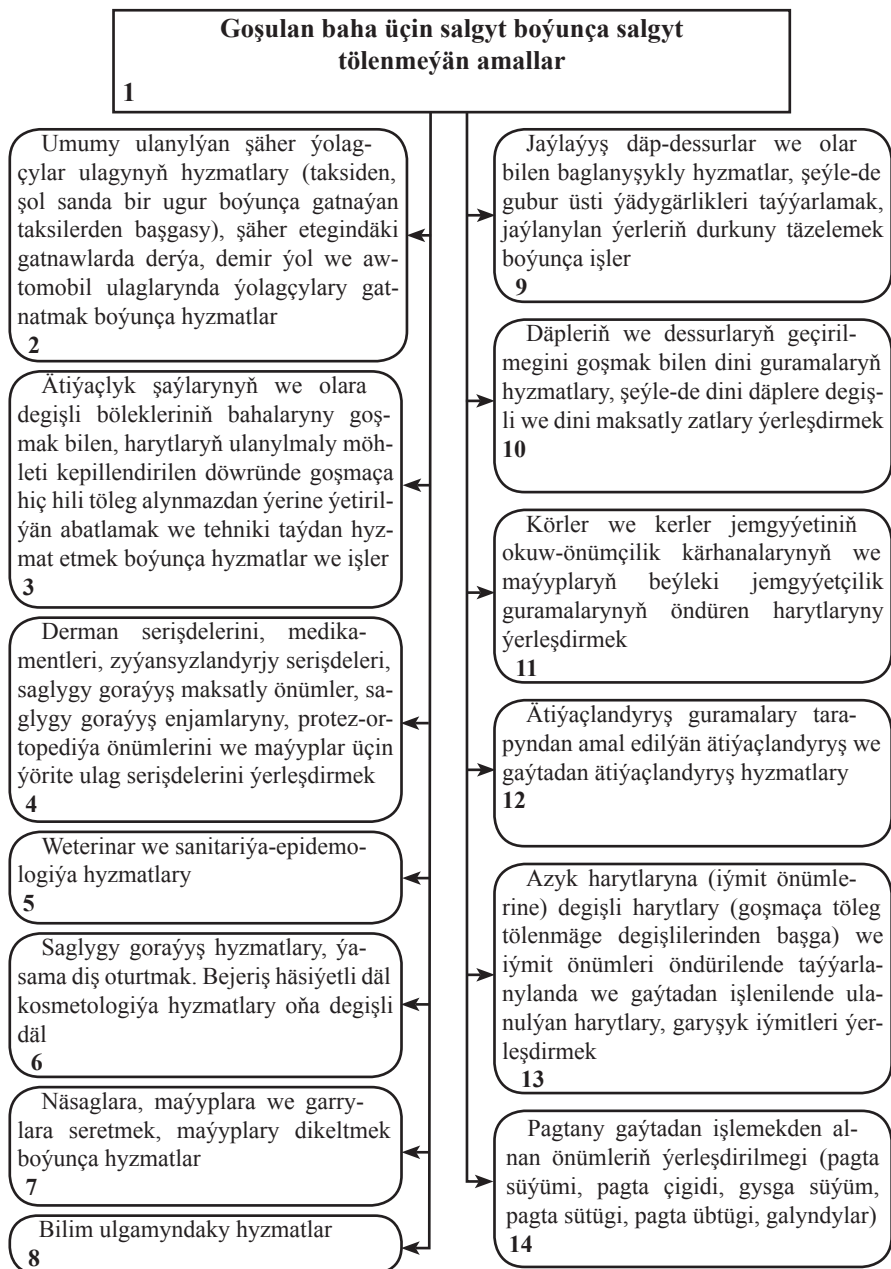 Goşulan baha üçin salgyt boýunça salgyt
tölenmeýän amallar
1
Umumy ulanylýan şäher ýolag-
çylar ulagynyň hyzmatlary (taksiden,
şol sanda bir ugur boýunça gatnaýan
taksilerden başgasy), şäher etegindäki
gatnawlarda derýa, demir ýol we aw-
tomobil ulaglarynda ýolagçylary gat-
natmak boýunça hyzmatlar
2
Ätiýaçlyk şaýlarynyň we olara
degişli bölekleriniň bahalaryny goş-
mak bilen, harytlaryň ulanylmaly möh-
leti kepillendirilen döwründe goşmaça
hiç hili töleg alynmazdan ýerine ýetiril-
ýän abatlamak we tehniki taýdan hyz-
mat etmek boýunça hyzmatlar we işler
3
Derman serişdelerini, medika-
mentleri, zyýansyzlandyrjy serişdeleri,
saglygy goraýyş maksatly önümler, sa-
glygy goraýyş enjamlaryny, protez-or-
topediýa önümlerini we maýyplar üçin
ýörite ulag serişdelerini ýerleşdirmek
4
Weterinar we sanitariýa-epidemo-
logiýa hyzmatlary
5
Saglygy goraýyş hyzmatlary, ýa-
sama diş oturtmak. Bejeriş häsiýetli däl
kosmetologiýa hyzmatlary oňa degişli
däl
6
Näsaglara, maýyplara we garry-
lara seretmek, maýyplary dikeltmek
boýunça hyzmatlar
7
Bilim ulgamyndaky hyzmatlar
8
Jaýlaýyş däp-dessurlar we olar
bilen baglanyşykly hyzmatlar, şeýle-de
gubur üsti ýädygärlikleri taýýarlamak,
jaýlanylan ýerleriň durkuny täzelemek
boýunça işler
9
Däpleriň we dessurlaryň geçiril-
megini goşmak bilen dini guramalaryň
hyzmatlary, şeýle-de dini däplere degiş-
li we dini maksatly zatlary ýerleşdirmek
10
Körler we kerler jemgyýetiniň
okuw-önümçilik kärhanalarynyň we
maýyplaryň beýleki jemgyýetçilik
guramalarynyň öndüren harytlaryny
ýerleşdirmek
11
Ätiýaçlandyryş guramalary tara-
pyndan amal edilýän ätiýaçlandyryş we
gaýtadan ätiýaçlandyryş hyzmatlary
12
Azyk harytlaryna (iýmit önümle-
rine) degişli harytlary (goşmaça töleg
tölenmäge degişlilerinden başga) we
iýmit önümleri öndürilende taýýarla-
nylanda we gaýtadan işlenilende ula-
nulýan harytlary, garyşyk iýmitleri ýer-
leşdirmek
13
Pagtany gaýtadan işlemekden al-
nan önümleriň ýerleşdirilmegi (pagta
süýümi, pagta çigidi, gysga süýüm,
pagta sütügi, pagta übtügi, galyndylar)
14